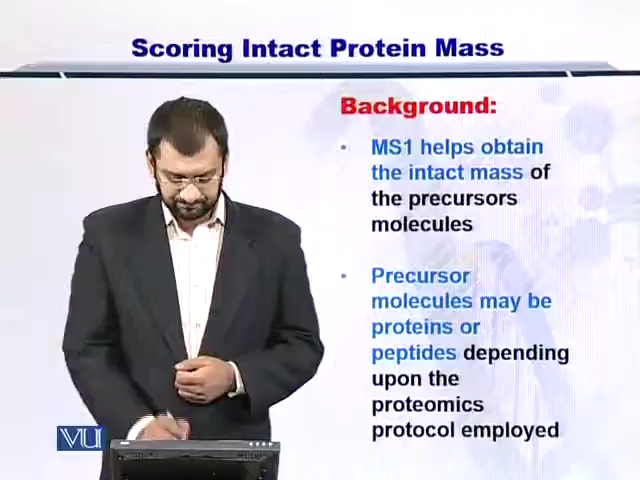 Scoring Intact Protein Mass
Background:
• MS1 helps obtain
the intact mass of
the precursors
molecules
• Precursor
molecules may be
proteins or
peptides depending
upon the
proteomics
protocol employed
VU